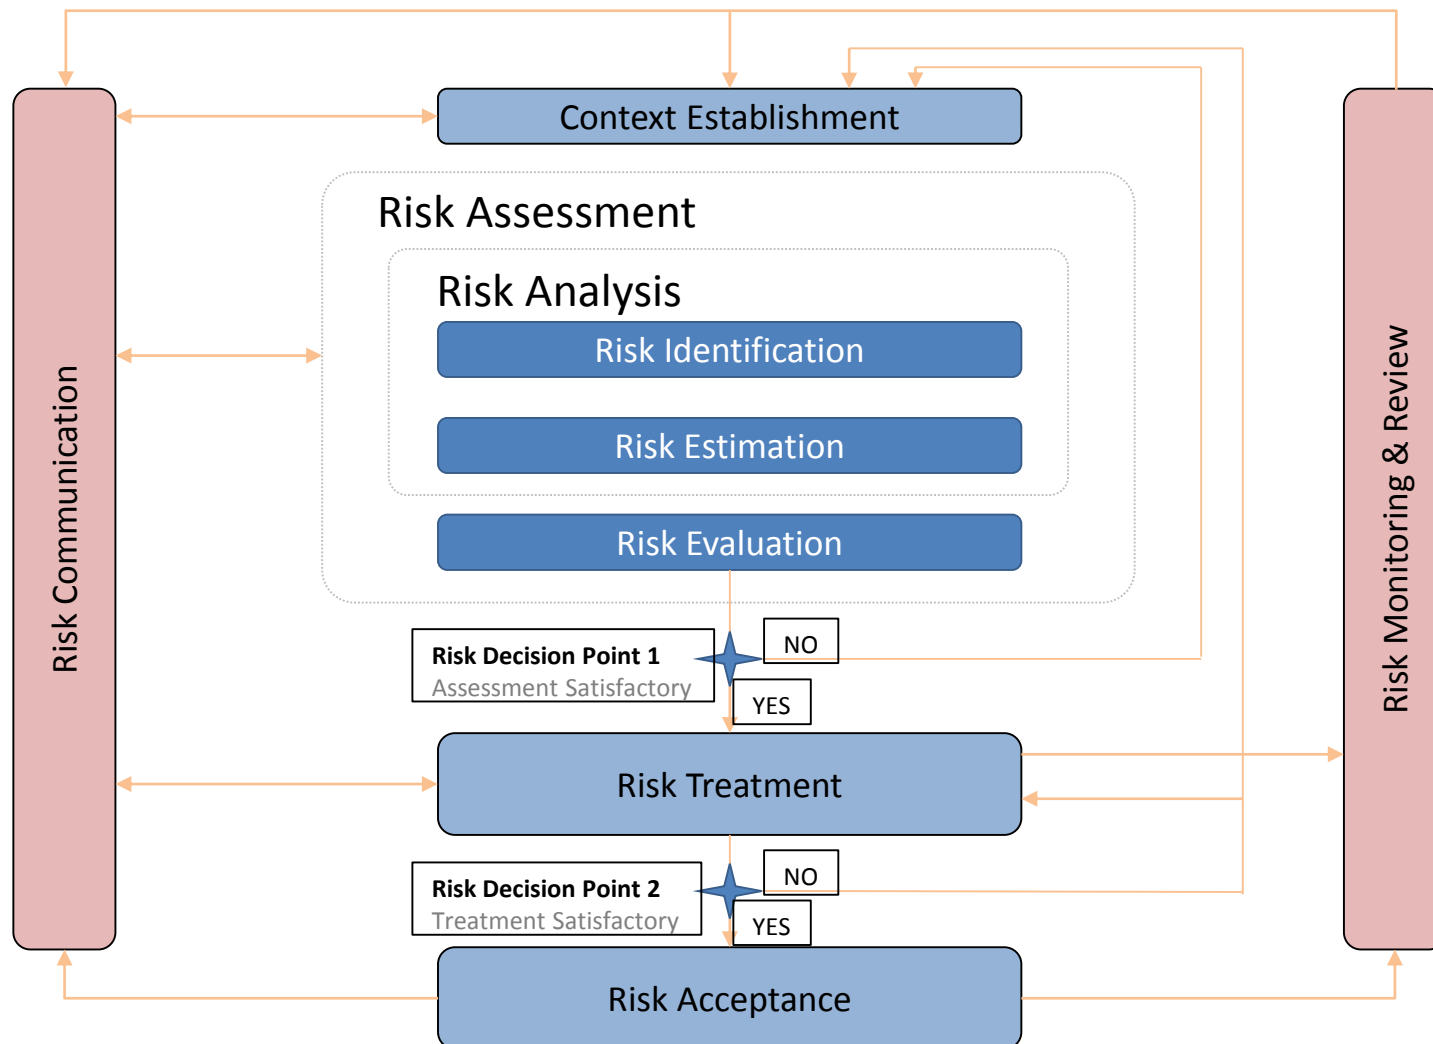 Context Establishment
Risk Assessment
Risk Analysis
Risk Identification
Risk Estimation
Risk Evaluation
Risk Communication
Risk Monitoring & Review
Risk Decision Point 1
Assessment Satisfactory
NO
YES
Risk Treatment
Risk Decision Point 2
Treatment Satisfactory
NO
YES
Risk Acceptance